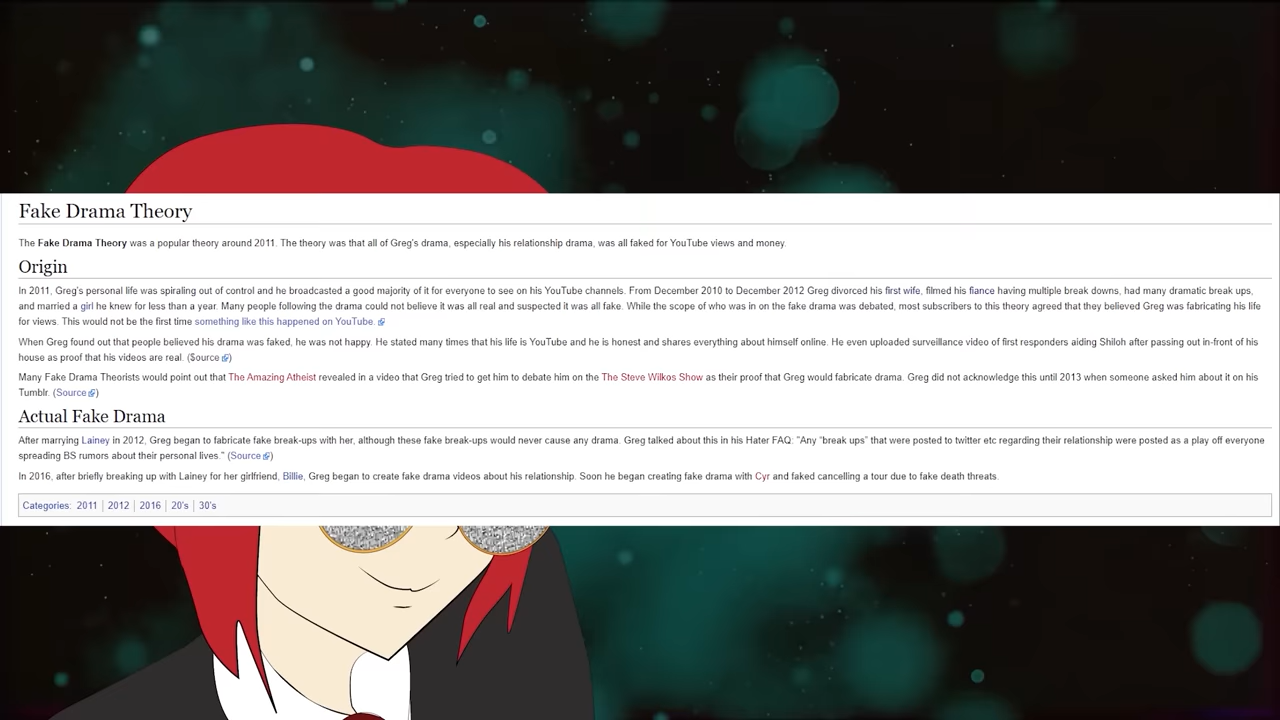 Fake Drama Theory
The Fake Drama Theory was a popular theory around 2011. The theory was that all of Greg's drama, especially his relationship drama, was all faked for YouTube views and money.
Origin
In 2011, Greg's personal life was spiraling out of control and he broadcasted a good majority of it for everyone to see on his YouTube channels. From December 2010 to December 2012 Greg divorced his first wife, filmed his fiance having multiple break downs, had many dramatic break ups,
and married a girl he knew for less than a year. Many people following the drama could not believe it was all real and suspected it was all fake. While the scope of who was in on the fake drama was debated, most subscribers to this theory agreed that they believed Greg was fabricating his life
for views. This would not be the first time something like this happened on YouTube.
When Greg found out that people believed his drama was faked, he was not happy. He stated many times that his life is YouTube and he is honest and shares everything about himself online. He even uploaded surveillance video of first responders aiding Shiloh after passing out in-front of his
house as proof that his videos are real. (Source)
Many Fake Drama Theorists would point out that The Amazing Atheist revealed in a video that Greg tried to get him to debate him on the The Steve Wilkos Show as their proof that Greg would fabricate drama. Greg did not acknowledge this until 2013 when someone asked him about it on his
Tumblr. (Source)
Actual Fake Drama
After marrying Lainey in 2012, Greg began to fabricate fake break-ups with her, although these fake break-ups would never cause any drama. Greg talked about this in his Hater FAQ: "Any "break ups" that were posted to twitter etc regarding their relationship were posted as a play off everyone
spreading BS rumors about their personal lives." (Source)
In 2016, after briefly breaking up with Lainey for her girlfriend, Billie, Greg began to create fake drama videos about his relationship. Soon he began creating fake drama with Cyr and faked cancelling a tour due to fake death threats.
Categories: 2011 | 2012 | 2016 | 20's | 30's